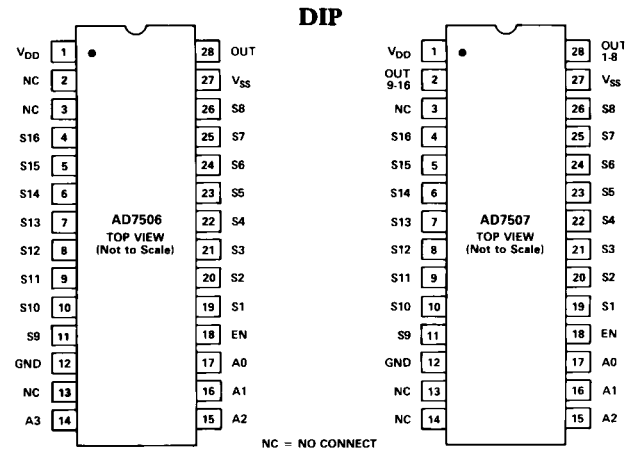 DIP
VDD 1 28 OUT
NC 2 27 VSS
NC 3 26 S8
S16 4 25 S7
S15 5 24 S6
S14 6 23 S5
S13 7 22 S4
S12 8 21 S3
S11 9 20 S2
S10 10 19 S1
S9 11 18 EN
GND 12 17 A0
NC 13 16 A1
A3 14 15 A2
AD7506
TOP VIEW
(Not to Scale)
VDD 1 28 OUT 1-8
OUT 9-16 2 27 VSS
NC 3 26 S8
S16 4 25 S7
S15 5 24 S6
S14 6 23 S5
S13 7 22 S4
S12 8 21 S3
S11 9 20 S2
S10 10 19 S1
S9 11 18 EN
GND 12 17 A0
NC 13 16 A1
NC 14 15 A2
AD7507
TOP VIEW
(Not to Scale)
NC = NO CONNECT